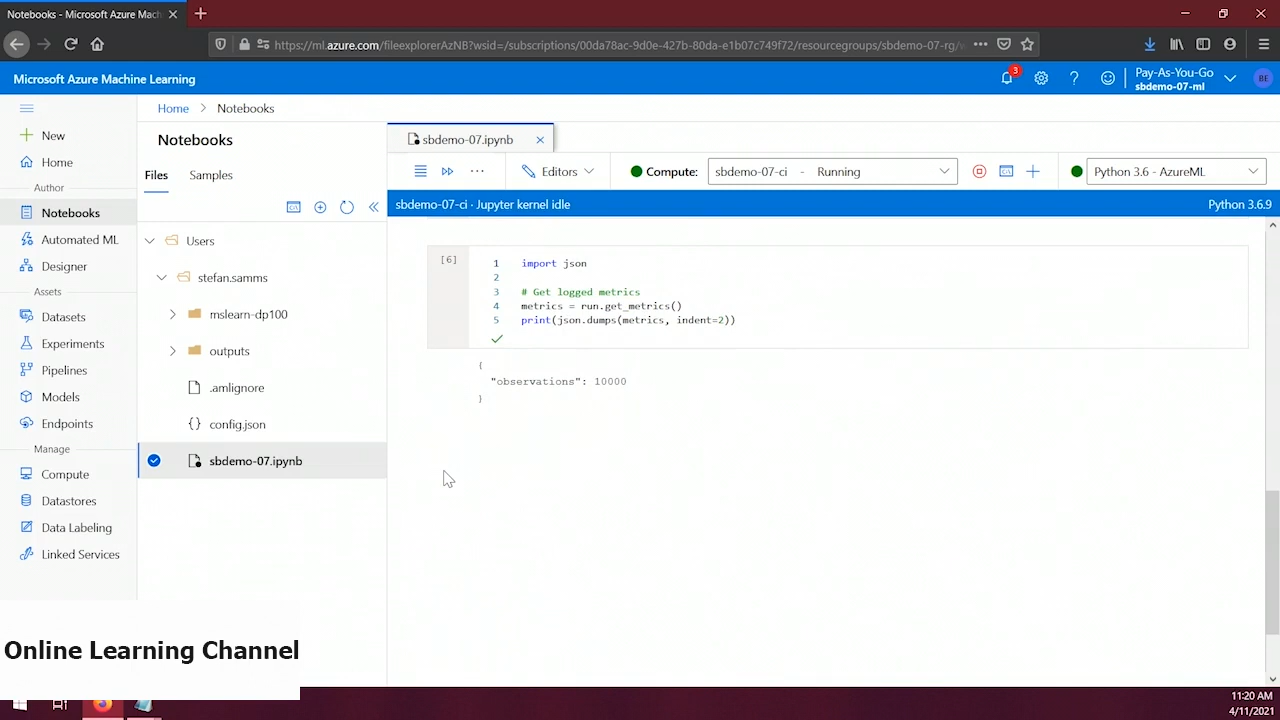 Notebooks - Microsoft Azure Mach
https://ml.azure.com/fileexplorerAzNB?wsid=/subscriptions/00da78ac-9d0e-427b-80da-e1b07c749f72/resourcegroups/sbdemo-07-rg/
Microsoft Azure Machine Learning
3
Pay-As-You-Go
sbdemo-07-ml
BE
New
Home
Author
Notebooks
Automated ML
Designer
Assets
Datasets
Experiments
Pipelines
Models
Endpoints
Manage
Compute
Datastores
Data Labeling
Linked Services
Home > Notebooks
Notebooks
Files Samples
Users
stefan.samms
mslearn-dp100
outputs
.amlignore
{} config.json
sbdemo-07.ipynb
sbdemo-07.ipynb
Editors
Compute: sbdemo-07-ci - Running
Python 3.6 - AzureML
sbdemo-07-ci · Jupyter kernel idle
Python 3.6.9
[6]
1 import json
2
3 # Get logged metrics
4 metrics = run.get_metrics()
5 print(json.dumps(metrics, indent=2))
{
"observations": 10000
}
Online Learning Channel
11:20 AM
4/11/2021